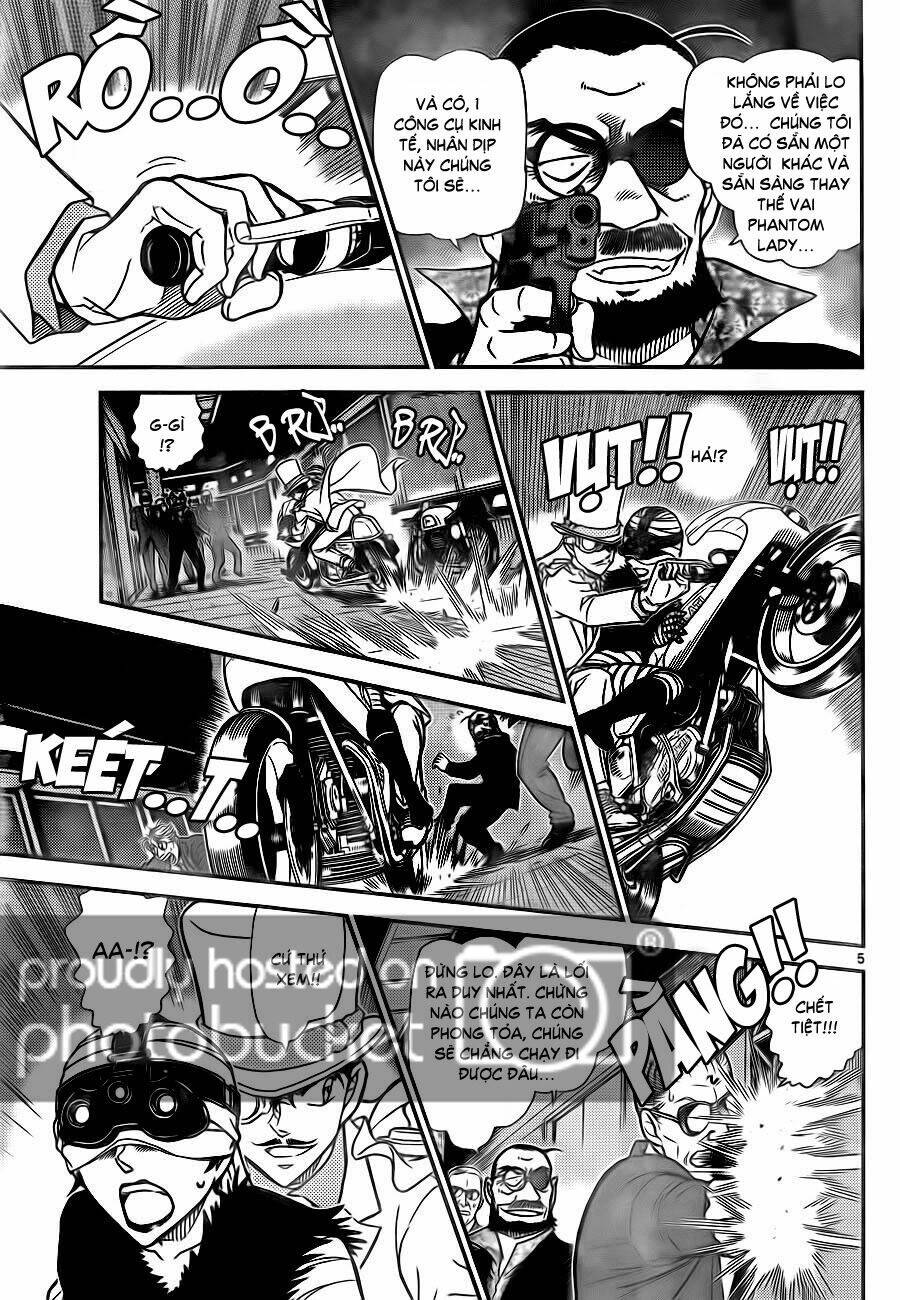 KHÔNG PHẢI LO
LẮNG VỀ VIỆC
ĐÓ... CHÚNG TÔI
ĐÃ CÓ SẴN MỘT
NGƯỜI KHÁC VÀ
SẴN SÀNG THAY
THẾ VAI
PHANTOM
LADY...
VÀ CÔ, 1
CÔNG CỤ KINH
TẾ, NHÂN DỊP
NÀY CHÚNG
TÔI SẼ...
RỒ...Ồ...
VỤT!!
HẢ!?
VỤT!!
BRỪ..
BRỪ..
G-GÌ
!?
KEÉT...T...
5
CHẾT
TIỆT!!!
PẰNG!!
ĐỪNG LO. ĐÂY LÀ LỐI
RA DUY NHẤT. CHỪNG
NÀO CHÚNG TA CÒN
PHONG TỎA, CHÚNG
SẼ CHẲNG CHẠY ĐI
ĐƯỢC ĐÂU...
CỨ THỬ
XEM!!
AA-!?
proudly hosted on
photobucket